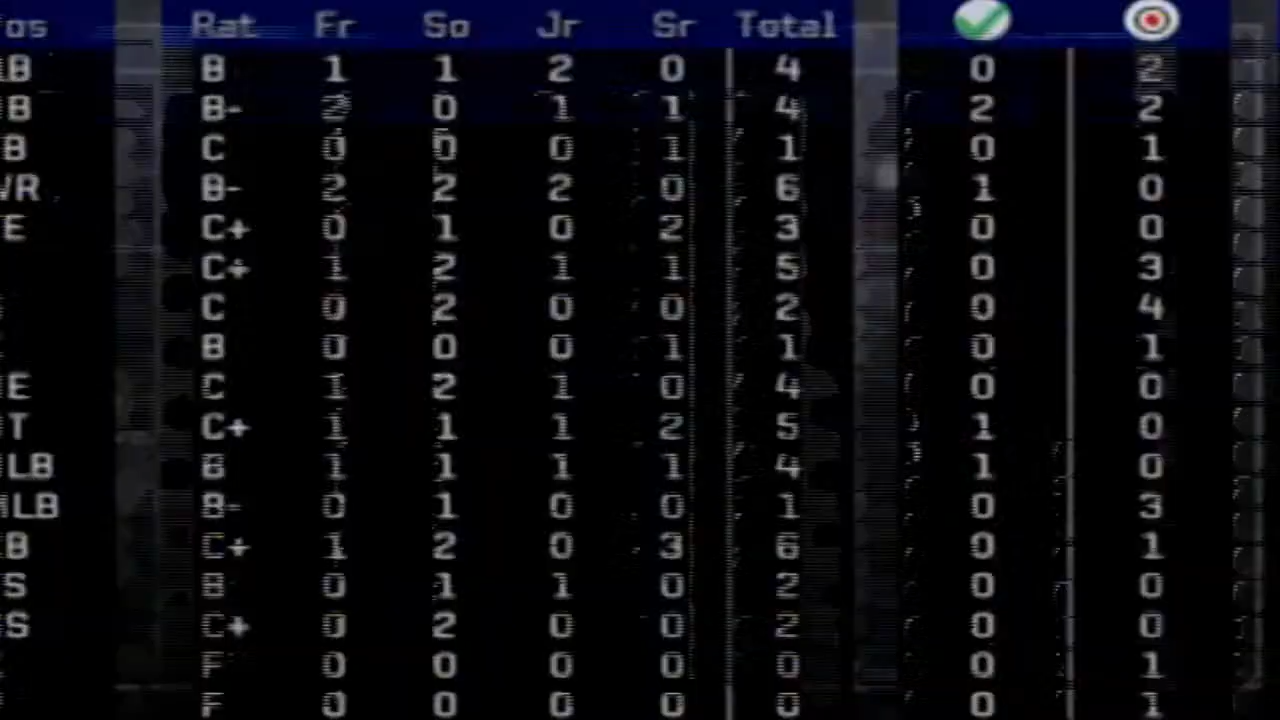 os Rat Fr So Jr Sr Total
B B 1 1 2 0 4 0 2
B B- 2 0 1 1 4 2 2
B C 0 0 0 1 1 0 1
WR B- 2 2 2 0 6 1 0
E C+ 0 1 0 2 3 0 0
C+ 1 2 1 1 5 0 3
C 0 2 0 0 2 0 4
B 0 0 0 1 1 0 1
E C 1 2 1 0 4 0 0
T C+ 1 1 1 2 5 1 0
LB B 1 1 1 1 4 1 0
LB B- 0 1 0 0 1 0 3
B C+ 1 2 0 3 6 0 1
S B 0 1 1 0 2 0 0
S C+ 0 2 0 0 2 0 0
F 0 0 0 0 0 0 1
F 0 0 0 0 0 0 1